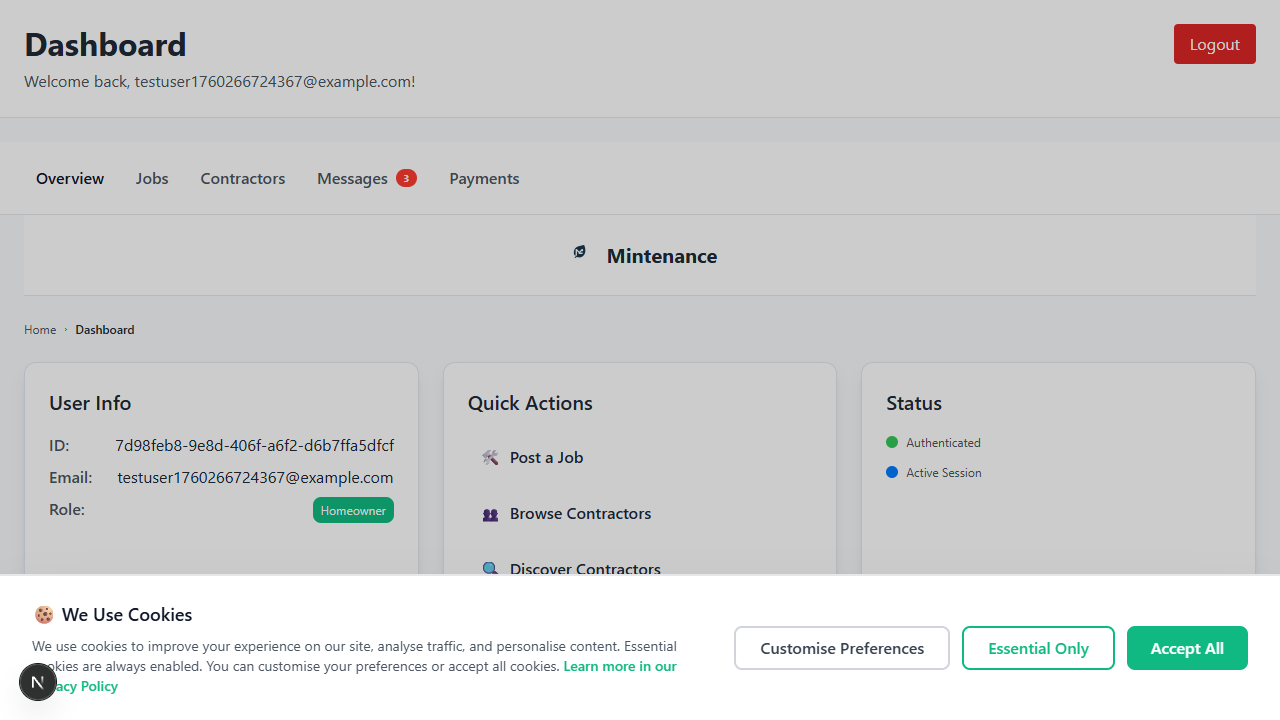 Dashboard
Logout
Welcome back, testuser1760266724367@example.com!
Overview
Jobs
Contractors
Messages 3
Payments
Mintenance
Home › Dashboard
User Info
ID: 7d98feb8-9e8d-406f-a6f2-d6b7ffa5dfcf
Email: testuser1760266724367@example.com
Role: Homeowner
Quick Actions
Post a Job
Browse Contractors
Discover Contractors
Status
Authenticated
Active Session
We Use Cookies
We use cookies to improve your experience on our site, analyse traffic, and personalise content. Essential
are always enabled. You can customise your preferences or accept all cookies. Learn more in our
Policy
Customise Preferences
Essential Only
Accept All
N